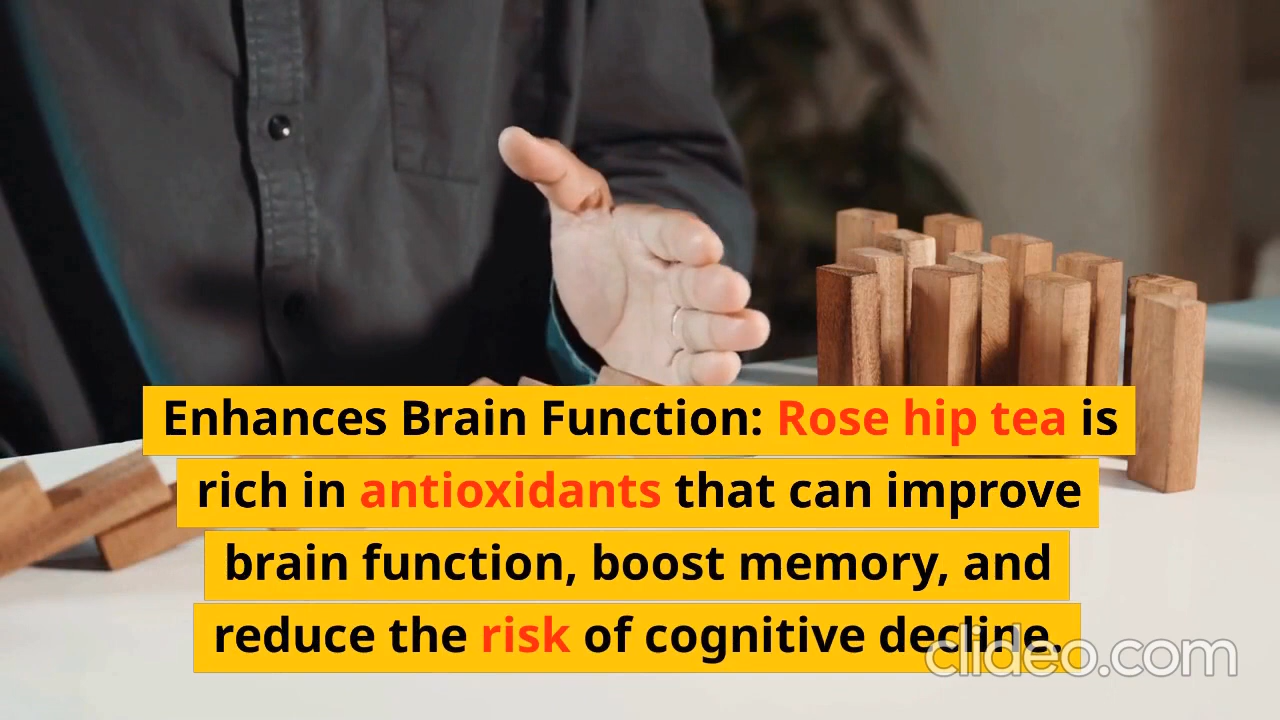 Enhances Brain Function: Rose hip tea is
rich in antioxidants that can improve
brain function, boost memory, and
reduce the risk of cognitive decline.
clideo.com